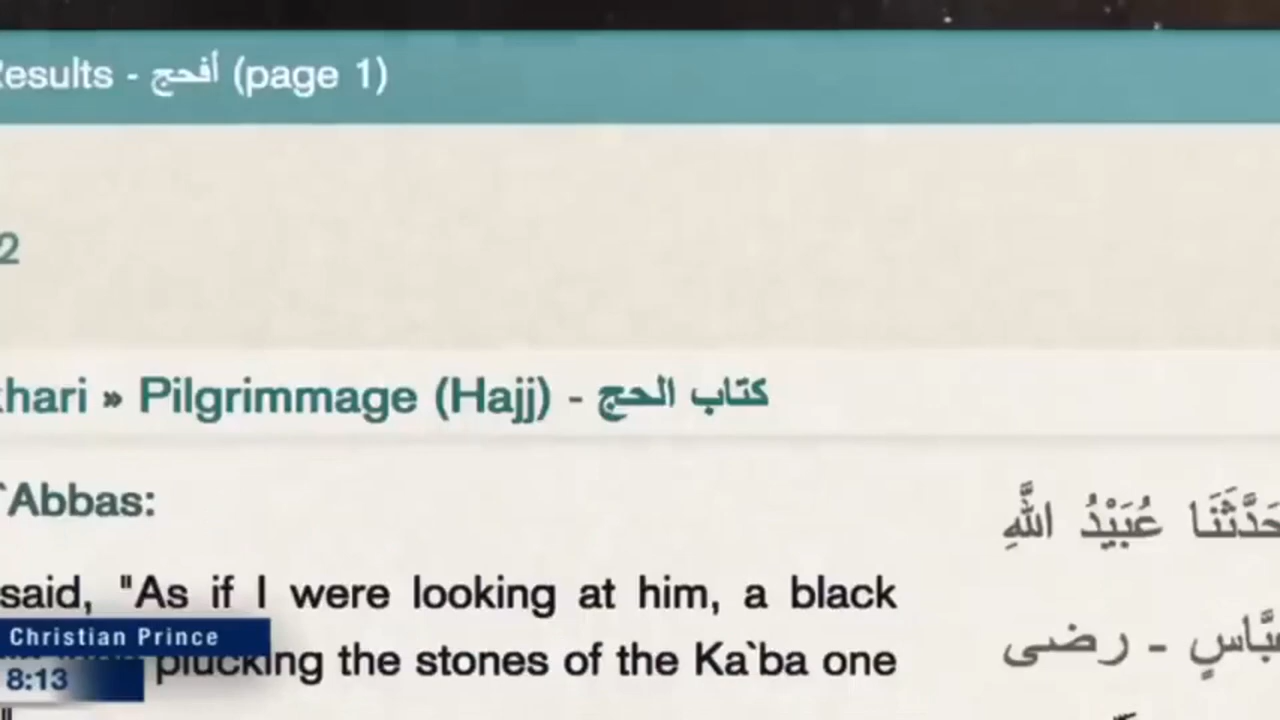 Results - أفحج (page 1)
2
khari » Pilgrimmage (Hajj) - كتاب الحج
`Abbas:
said, "As if I were looking at him, a black
plucking the stones of the Ka`ba one
"
حَدَّثَنَا عُبَيْدُ اللَّهِ
عَبَّاسٍ ـ رضى
Christian Prince
8:13